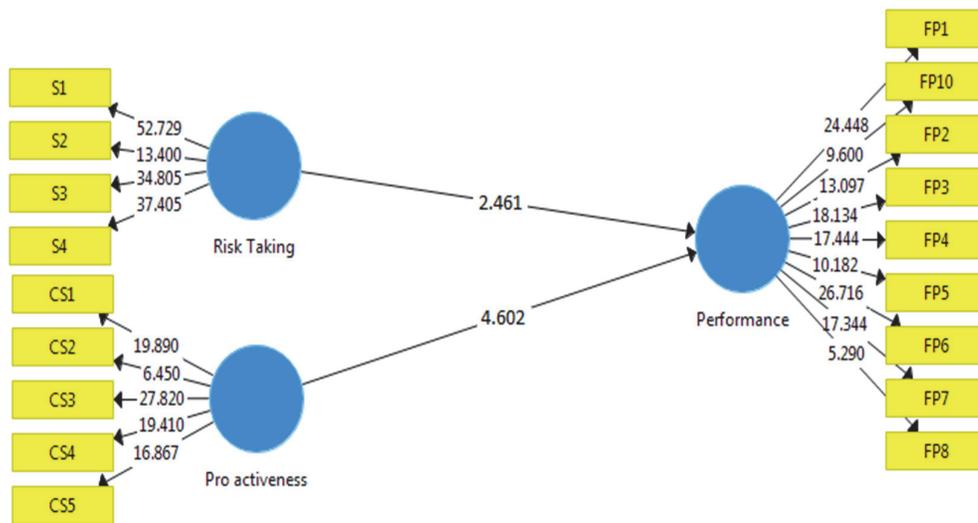 S1
S2
S3
S4
52.729
13.400
34.805
37.405
Risk Taking
CS1
CS2
CS3
CS4
CS5
19.890
6.450
27.820
19.410
16.867
Pro activeness
2.461
4.602
Performance
24.448
9.600
13.097
18.134
17.444
10.182
26.716
17.344
5.290
FP1
FP10
FP2
FP3
FP4
FP5
FP6
FP7
FP8